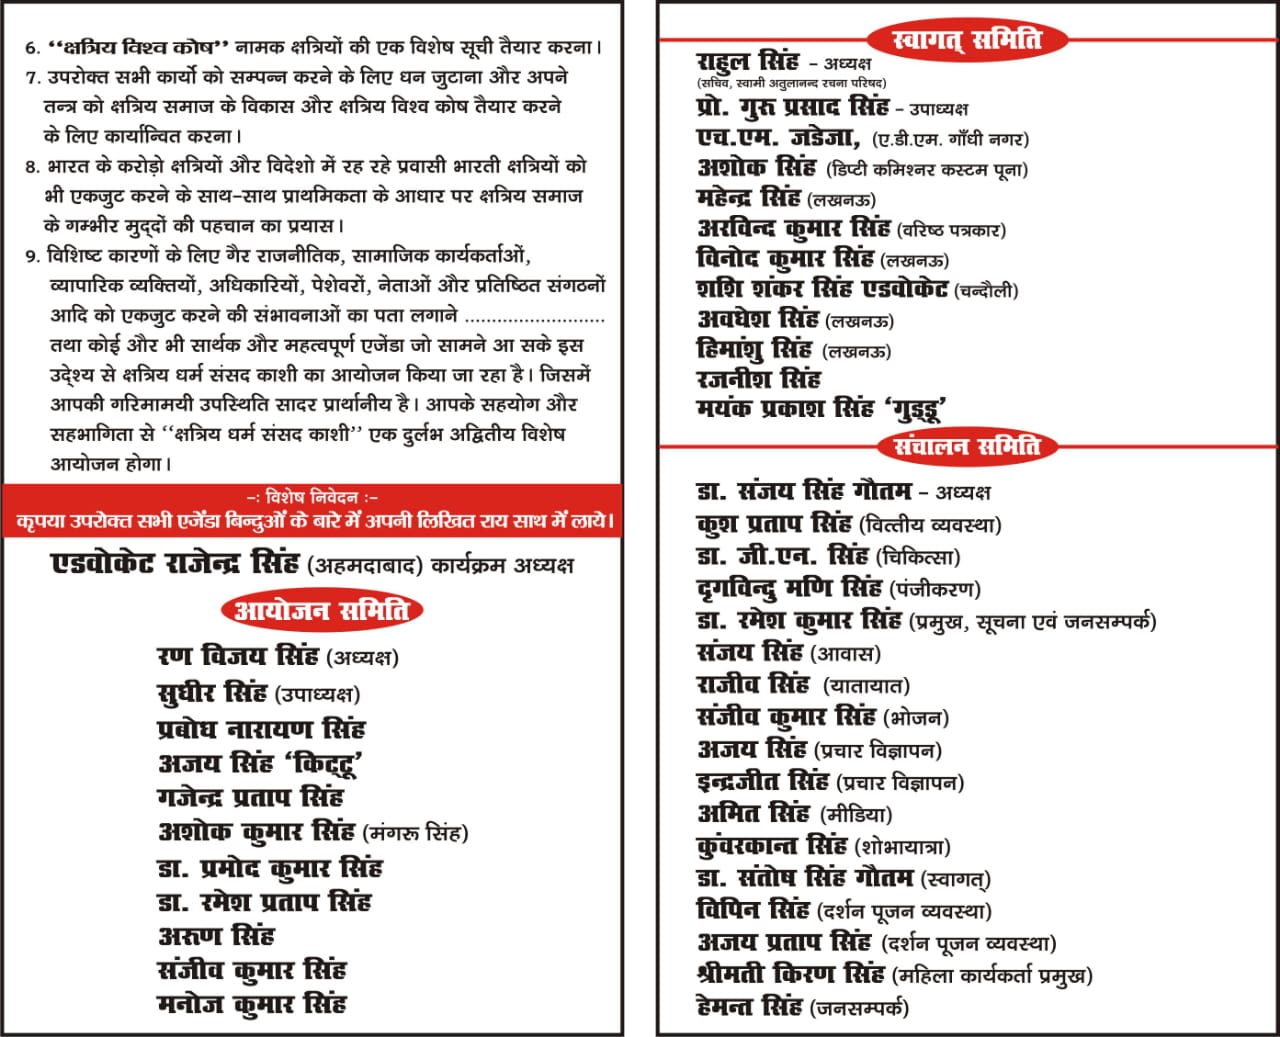 6. “क्षत्रिय विश्व कोष” नामक क्षत्रियों की एक विशेष सूची तैयार करना।
7. उपरोक्त सभी कार्यो को सम्पन्न करने के लिए धन जुटाना और अपने
तन्त्र को क्षत्रिय समाज के विकास और क्षत्रिय विश्व कोष तैयार करने
के लिए कार्यान्वित करना।
8. भारत के करोड़ो क्षत्रियों और विदेशो में रह रहे प्रवासी भारती क्षत्रियों को
भी एकजुट करने के साथ-साथ प्राथमिकता के आधार पर क्षत्रिय समाज
के गम्भीर मुद्दों की पहचान का प्रयास।
9. विशिष्ट कारणों के लिए गैर राजनीतिक, सामाजिक कार्यकर्ताओं,
व्यापारिक व्यक्तियों, अधिकारियों, पेशेवरों, नेताओं और प्रतिष्ठित संगठनों
आदि को एकजुट करने की संभावनाओं का पता लगाने ..........................
तथा कोई और भी सार्थक और महत्वपूर्ण एजेंडा जो सामने आ सके इस
उदे्श्य से क्षत्रिय धर्म संसद काशी का आयोजन किया जा रहा है। जिसमें
आपकी गरिमामयी उपस्थिति सादर प्रार्थानीय है। आपके सहयोग और
सहभागिता से “क्षत्रिय धर्म संसद काशी” एक दुर्लभ अद्वितीय विशेष
आयोजन होगा।
-: विशेष निवेदन :-
कृपया उपरोक्त सभी एजेंडा बिन्दुओं के बारे में अपनी लिखित राय साथ में लाये।
एडवोकेट राजेन्द्र सिंह (अहमदाबाद) कार्यक्रम अध्यक्ष
आयोजन समिति
रण विजय सिंह (अध्यक्ष)
सुधीर सिंह (उपाध्यक्ष)
प्रबोध नारायण सिंह
अजय सिंह ‘किट्टू’
गजेन्द्र प्रताप सिंह
अशोक कुमार सिंह (मंगरू सिंह)
डा. प्रमोद कुमार सिंह
डा. रमेश प्रताप सिंह
अरूण सिंह
संजीव कुमार सिंह
मनोज कुमार सिंह
स्वागत् समिति
राहुल सिंह - अध्यक्ष
(सचिव, स्वामी अतुलानन्द रचना परिषद)
प्रो. गुरु प्रसाद सिंह - उपाध्यक्ष
एच.एम. जडेजा, (ए.डी.एम. गाँधी नगर)
अशोक सिंह (डिप्टी कमिश्नर कस्टम पूना)
महेन्द्र सिंह (लखनऊ)
अरविन्द कुमार सिंह (वरिष्ठ पत्रकार)
विनोद कुमार सिंह (लखनऊ)
शशि शंकर सिंह एडवोकेट (चन्दौली)
अवधेश सिंह (लखनऊ)
हिमांशु सिंह (लखनऊ)
रजनीश सिंह
मयंक प्रकाश सिंह ‘गुड्डू’
संचालन समिति
डा. संजय सिंह गौतम - अध्यक्ष
कुश प्रताप सिंह (वित्तीय व्यवस्था)
डा. जी.एन. सिंह (चिकित्सा)
दृगविन्दु मणि सिंह (पंजीकरण)
डा. रमेश कुमार सिंह (प्रमुख, सूचना एवं जनसम्पर्क)
संजय सिंह (आवास)
राजीव सिंह (यातायात)
संजीव कुमार सिंह (भोजन)
अजय सिंह (प्रचार विज्ञापन)
इन्द्रजीत सिंह (प्रचार विज्ञापन)
अमित सिंह (मीडिया)
कुंवरकान्त सिंह (शोभायात्रा)
डा. संतोष सिंह गौतम (स्वागत्)
विपिन सिंह (दर्शन पूजन व्यवस्था)
अजय प्रताप सिंह (दर्शन पूजन व्यवस्था)
श्रीमती किरण सिंह (महिला कार्यकर्ता प्रमुख)
हेमन्त सिंह (जनसम्पर्क)